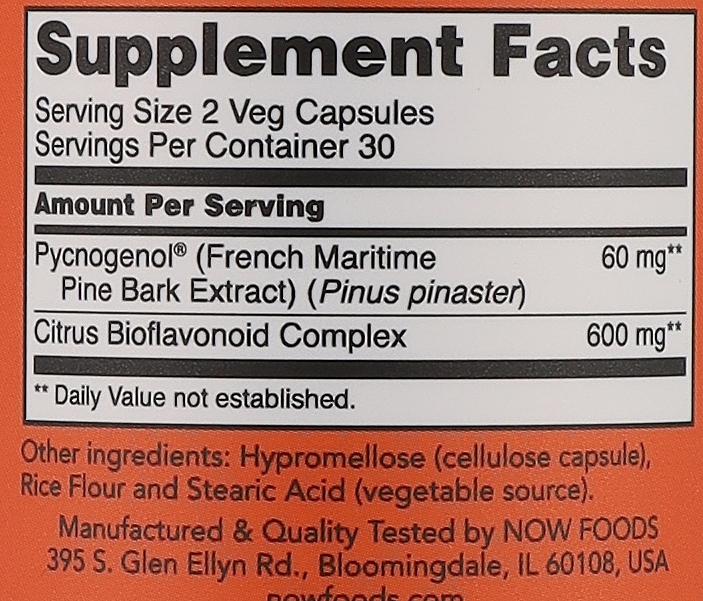 Supplement Facts
Serving Size 2 Veg Capsules
Servings Per Container 30
Amount Per Serving
Pycnogenol® (French Maritime 60 mg**
Pine Bark Extract) (Pinus pinaster)
Citrus Bioflavonoid Complex 600 mg**
** Daily Value not established.
Other ingredients: Hypromellose (cellulose capsule),
Rice Flour and Stearic Acid (vegetable source).
Manufactured & Quality Tested by NOW FOODS
395 S. Glen Ellyn Rd., Bloomingdale, IL 60108, USA
nowfoods.com